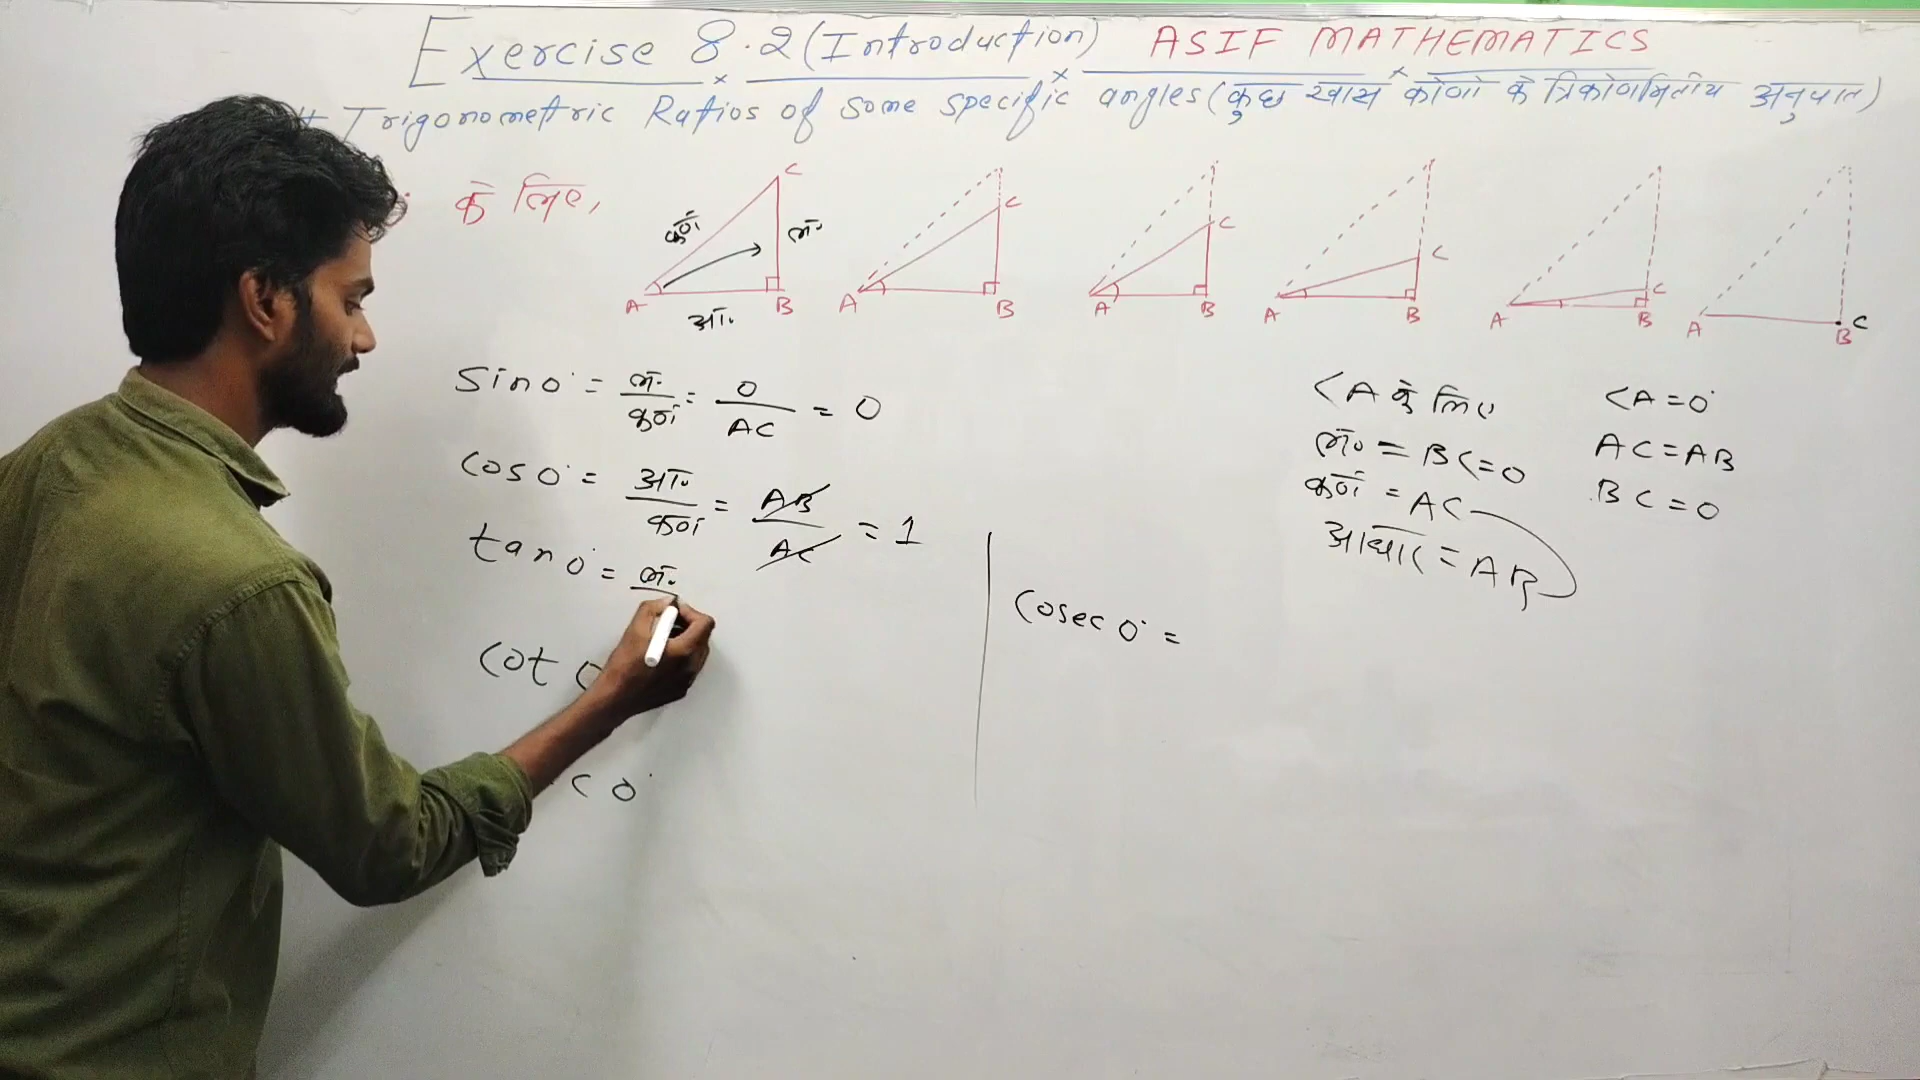 Exercise 8.2 (Introduction) ASIF MATHEMATICS
# Trigonometric Ratios of some specific angles (कुछ खास कोणों के त्रिकोणमितीय अनुपात)
के लिए,
C
कर्ण
लं०
A
B
आ०
C
A
B
C
A
B
C
A
B
C
A
B
A
B
C
sin 0° = लं०/कर्ण = 0/AC = 0
cos 0° = आ०/कर्ण = AB/AC = 1
tan 0° = लं०
cot
c 0°
cosec 0° =
<A के लिए
लं० = BC = 0
कर्ण = AC
आधार = AB
<A = 0°
AC = AB
BC = 0